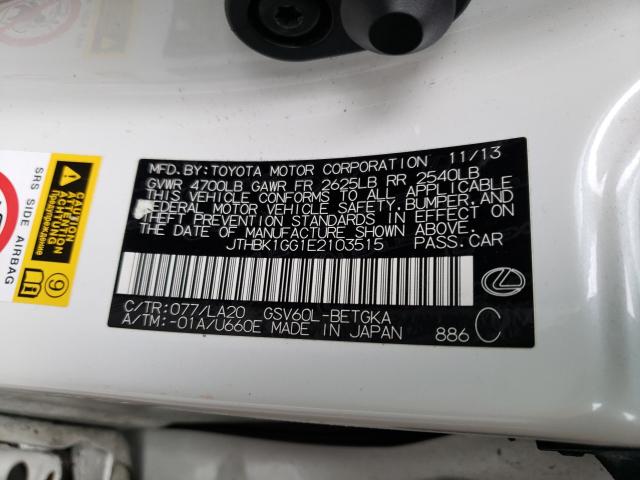 MFD. BY: TOYOTA MOTOR CORPORATION 11/13
GVWR 4700LB GAWR FR 2625LB RR 2540LB
THIS VEHICLE CONFORMS TO ALL APPLICABLE
FEDERAL MOTOR VEHICLE SAFETY, BUMPER, AND
THEFT PREVENTION STANDARDS IN EFFECT ON
THE DATE OF MANUFACTURE SHOWN ABOVE.
JTHBK1GG1E2103515 PASS. CAR
C/TR: 077/LA20 GSV60L-BETGKA
A/TM: -01A/U660E MADE IN JAPAN 886 C
SRS SIDE AIRBAG
CAUTION
ATTENTION
9